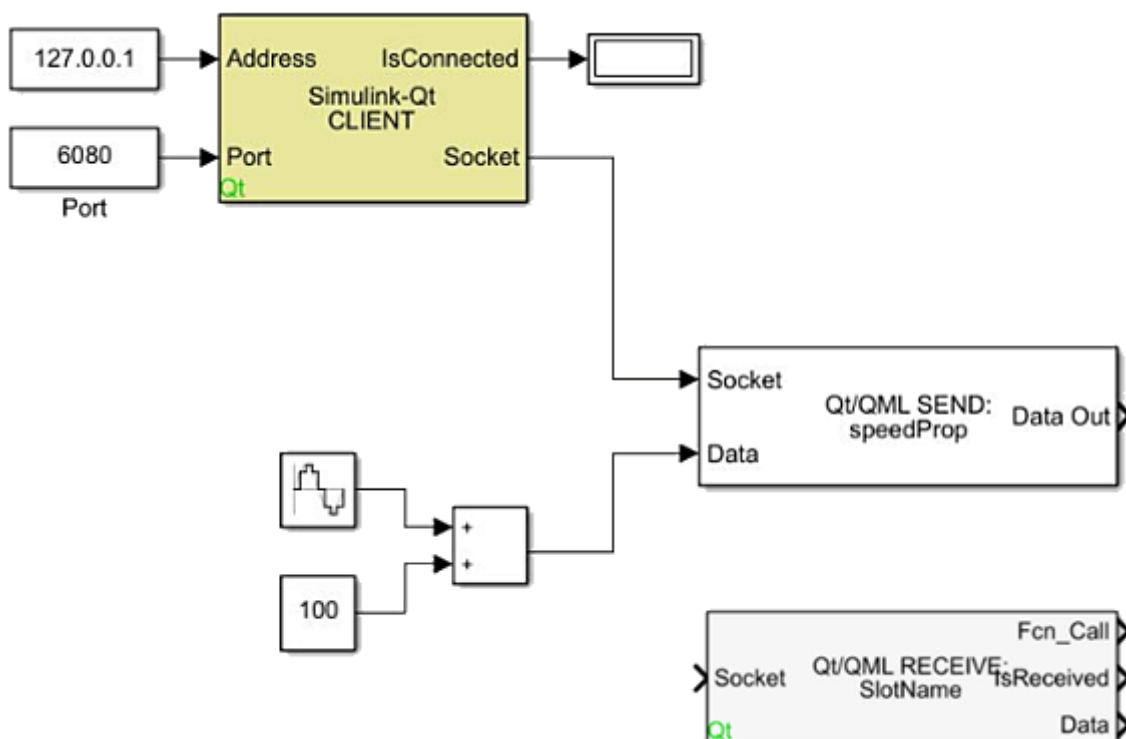 127.0.0.1
Address
IsConnected
Simulink-Qt
CLIENT
6080
Port
Socket
Qt
Port
Socket
Qt/QML SEND:
speedProp
Data Out
Data
+
+
100
Fcn_Call
Socket
Qt/QML RECEIVE:
SlotName
IsReceived
Qt
Data